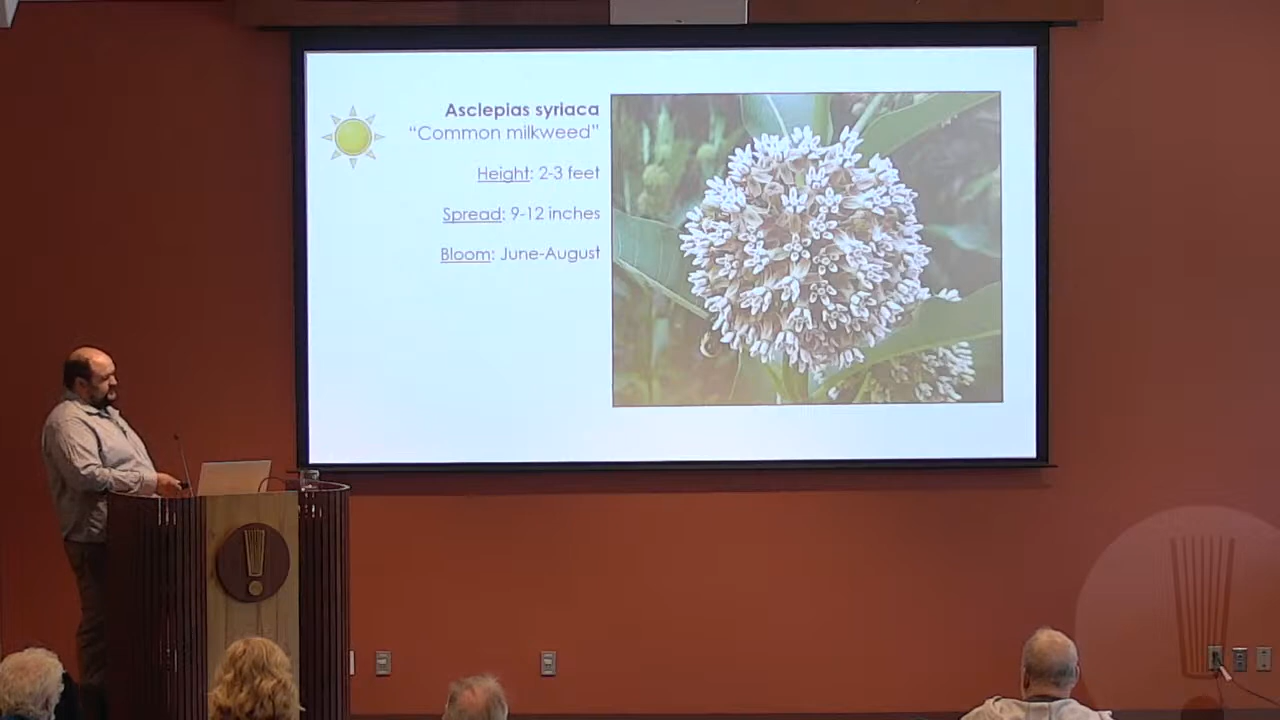 Asclepias syriaca
“Common milkweed”
Height: 2-3 feet
Spread: 9-12 inches
Bloom: June-August